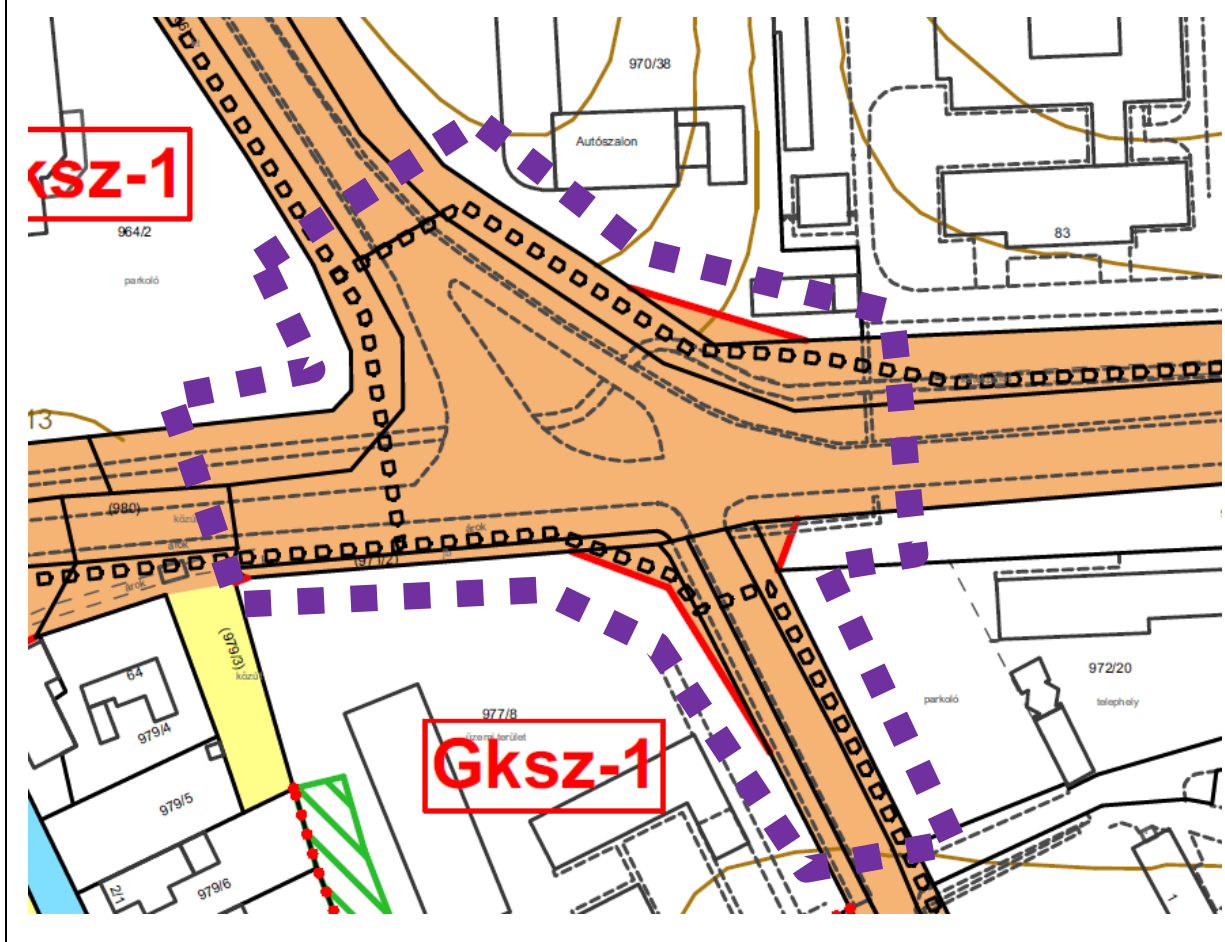 970/38
Autószalon
ksz-1
964/2
83
parkoló
13
(980)
közút
árok
árok
(971/2)
árok
(979/3)
közút
64
979/4
972/20
telephely
parkoló
977/8
üzemi terület
Gksz-1
979/5
979/6
2/1
1